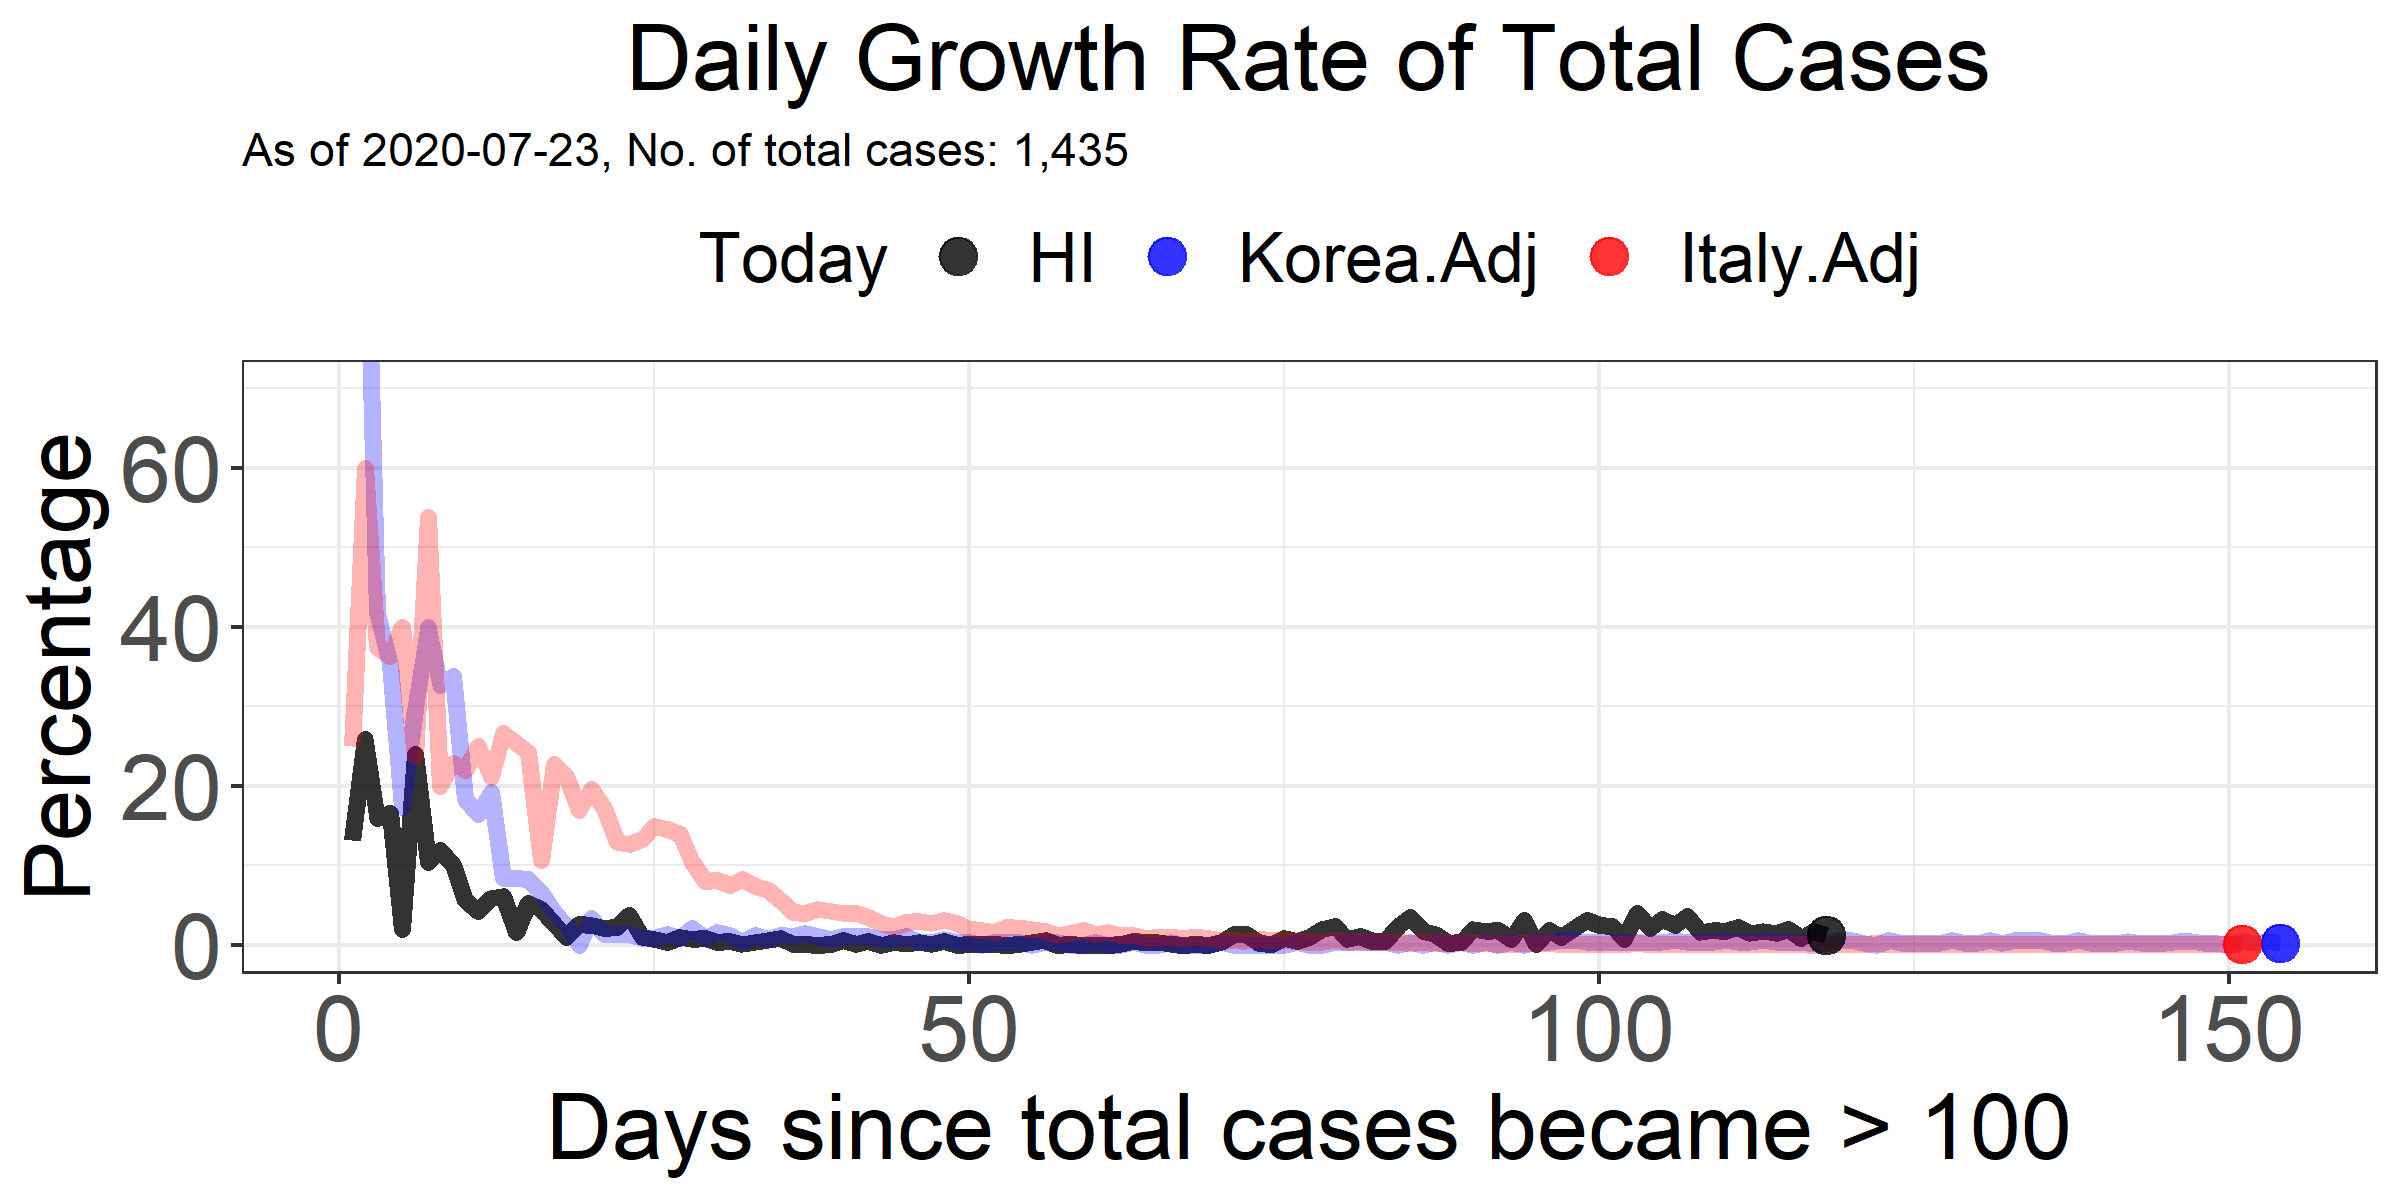 Daily Growth Rate of Total Cases
As of 2020-07-23, No. of total cases: 1,435
Today HI Korea.Adj Italy.Adj
Percentage
60
40
20
0
0 50 100 150
Days since total cases became > 100